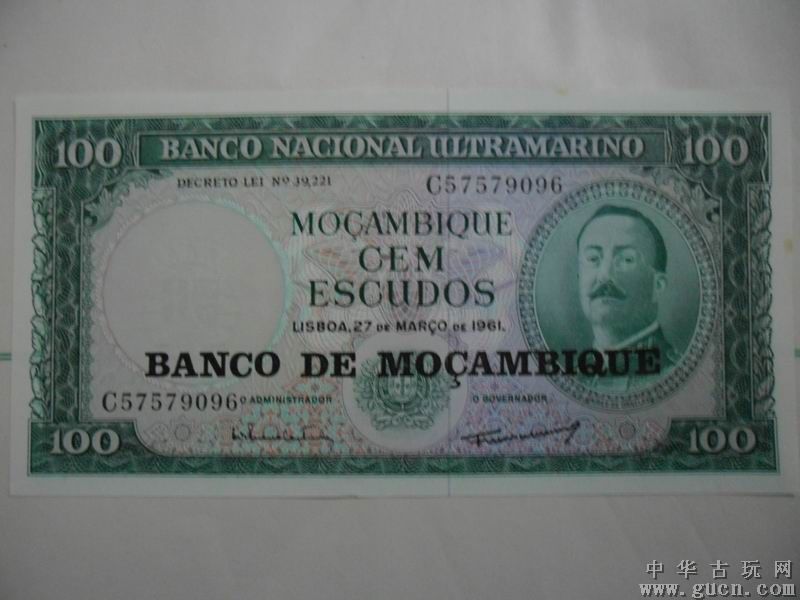 100 BANCO NACIONAL ULTRAMARINO 100
DECRETO LEI Nº 39,221 C57579096
MOÇAMBIQUE
CEM
ESCUDOS
LISBOA, 27 DE MARÇO DE 1961.
BANCO DE MOÇAMBIQUE
C57579096 O ADMINISTRADOR O GOVERNADOR
100 100
中华古玩网
www.gucn.com